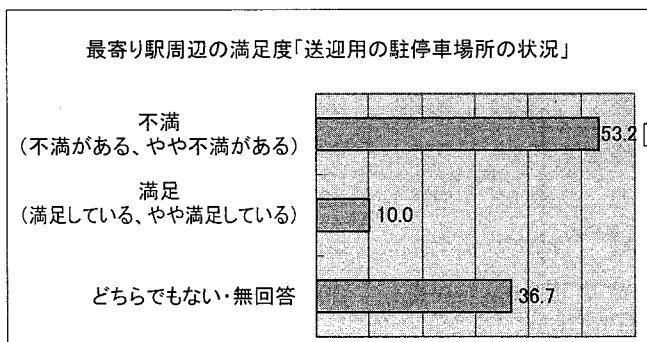 最寄り駅周辺の満足度「送迎用の駐停車場所の状況」
不満
(不満がある、やや不満がある)
53.2
満足
(満足している、やや満足している)
10.0
どちらでもない・無回答
36.7